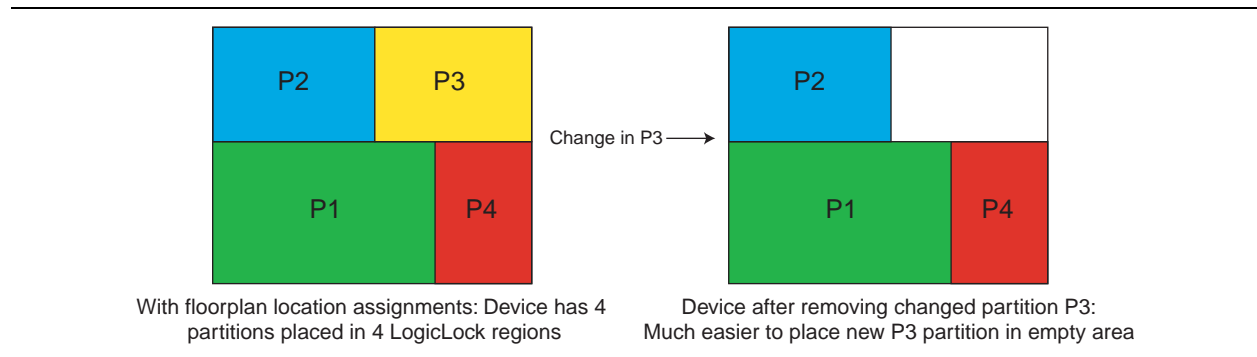 P2
P3
P1
P4
Change in P3
P2
P1
P4
With floorplan location assignments: Device has 4
partitions placed in 4 LogicLock regions
Device after removing changed partition P3:
Much easier to place new P3 partition in empty area